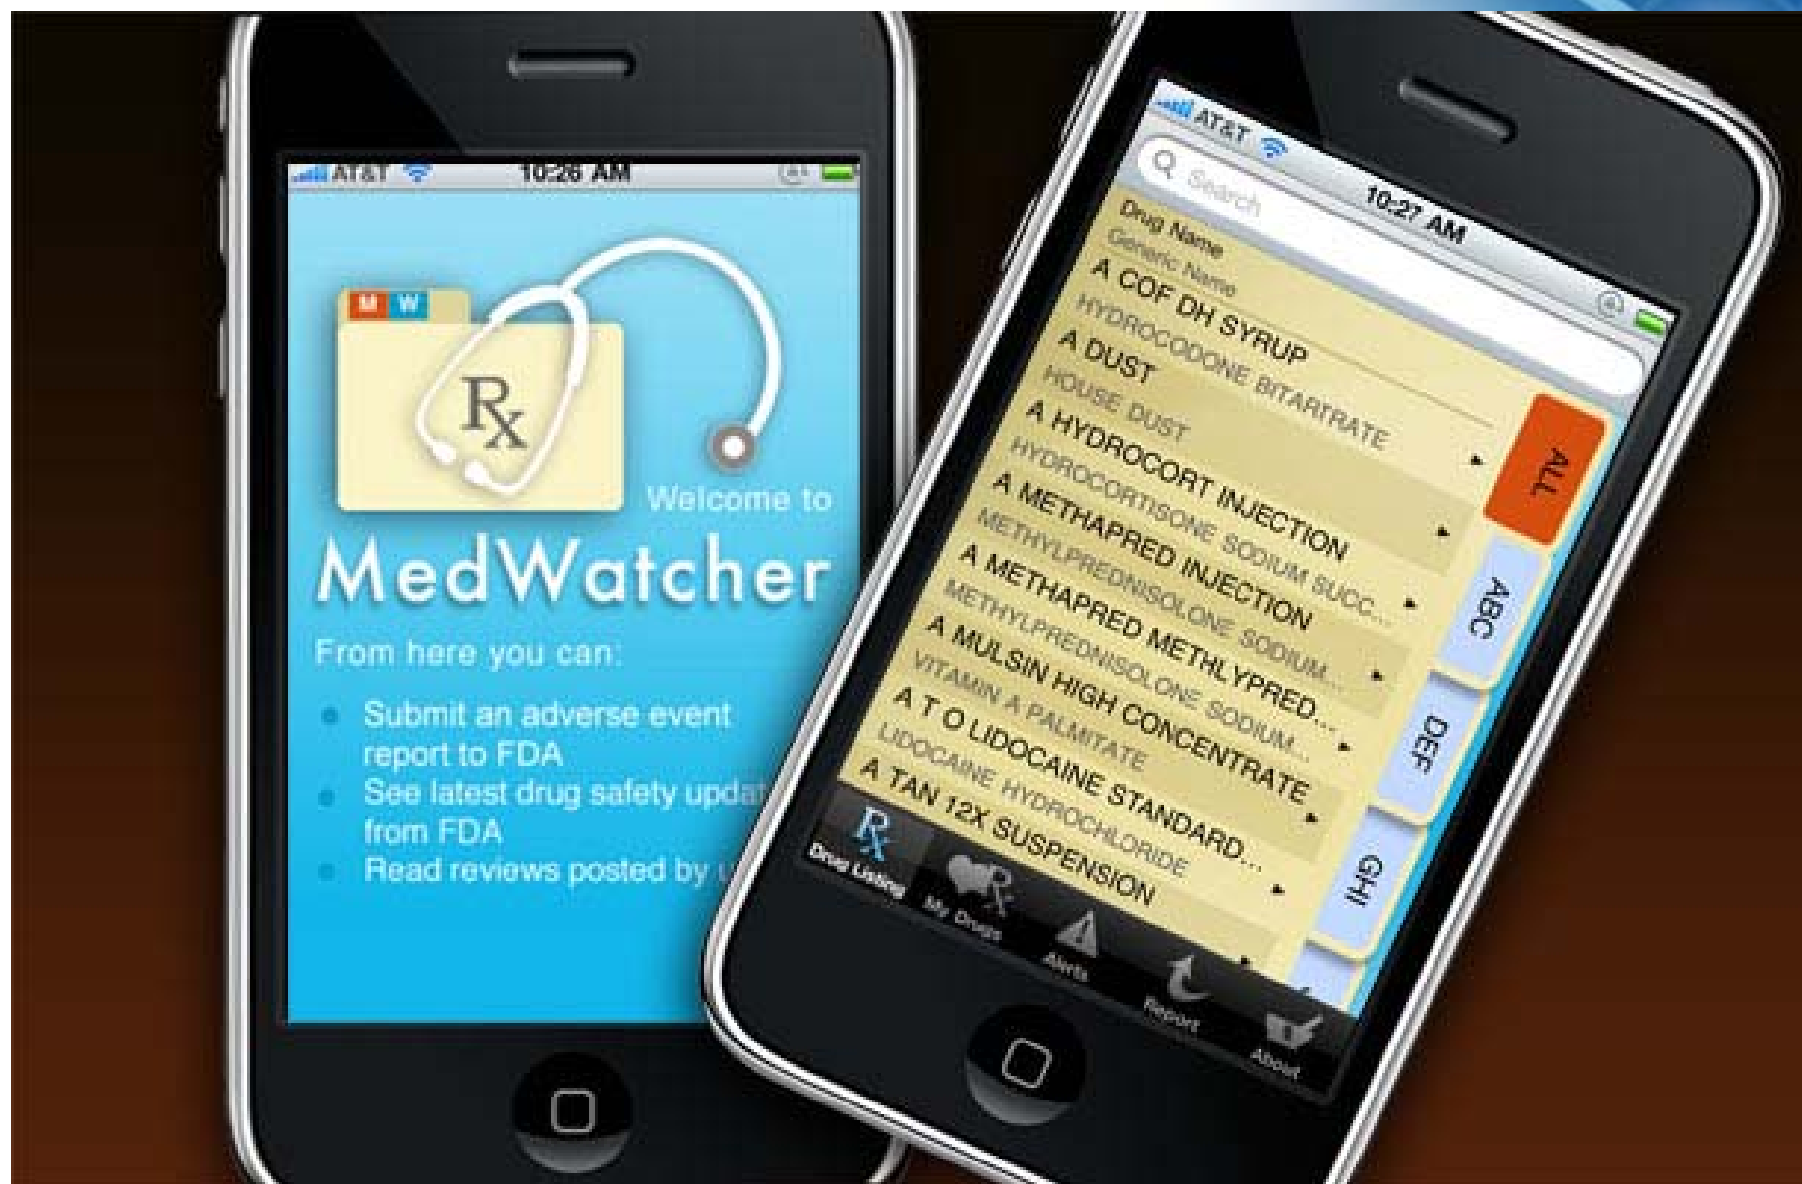 AT&T 10:26 AM
M W
Rx
Welcome to
MedWatcher
From here you can:
Submit an adverse event
report to FDA
See latest drug safety updat
from FDA
Read reviews posted by u
AT&T 10:27 AM
Search
Drug Name
Generic Name
A COF DH SYRUP
HYDROCODONE BITARTRATE
A DUST
HOUSE DUST
A HYDROCORT INJECTION
HYDROCORTISONE SODIUM SUCC...
A METHAPRED INJECTION
METHYLPREDNISOLONE SODIUM...
A METHAPRED METHLYPRED...
METHYLPREDNISOLONE SODIUM...
A MULSIN HIGH CONCENTRATE
VITAMIN A PALMITATE
A T O LIDOCAINE STANDARD...
LIDOCAINE HYDROCHLORIDE
A TAN 12X SUSPENSION
ALL
ABC
DEF
GHI
Rx
Drug Listing
Rx
My Drugs
Alerts
Report
About